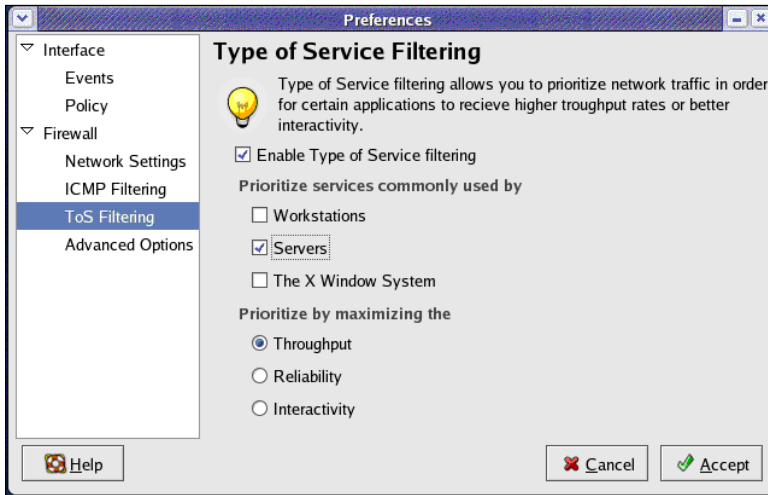 Preferences
Interface
Events
Policy
Firewall
Network Settings
ICMP Filtering
ToS Filtering
Advanced Options
Type of Service Filtering
Type of Service filtering allows you to prioritize network traffic in order
for certain applications to recieve higher troughput rates or better
interactivity.
Enable Type of Service filtering
Prioritize services commonly used by
Workstations
Servers
The X Window System
Prioritize by maximizing the
Throughput
Reliability
Interactivity
Help
Cancel
Accept